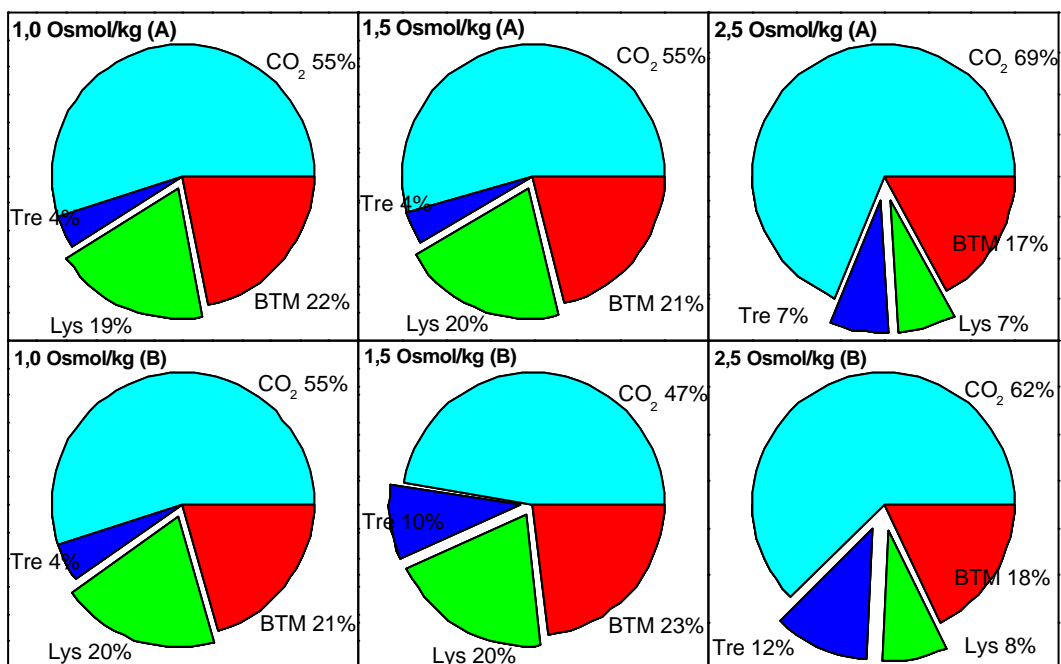 1,0 Osmol/kg (A)
CO₂ 55%
Tre 4%
Lys 19%
BTM 22%
1,5 Osmol/kg (A)
CO₂ 55%
Tre 4%
Lys 20%
BTM 21%
2,5 Osmol/kg (A)
CO₂ 69%
BTM 17%
Tre 7%
Lys 7%
1,0 Osmol/kg (B)
CO₂ 55%
Tre 4%
BTM 21%
Lys 20%
1,5 Osmol/kg (B)
CO₂ 47%
Tre 10%
BTM 23%
Lys 20%
2,5 Osmol/kg (B)
CO₂ 62%
BTM 18%
Tre 12%
Lys 8%